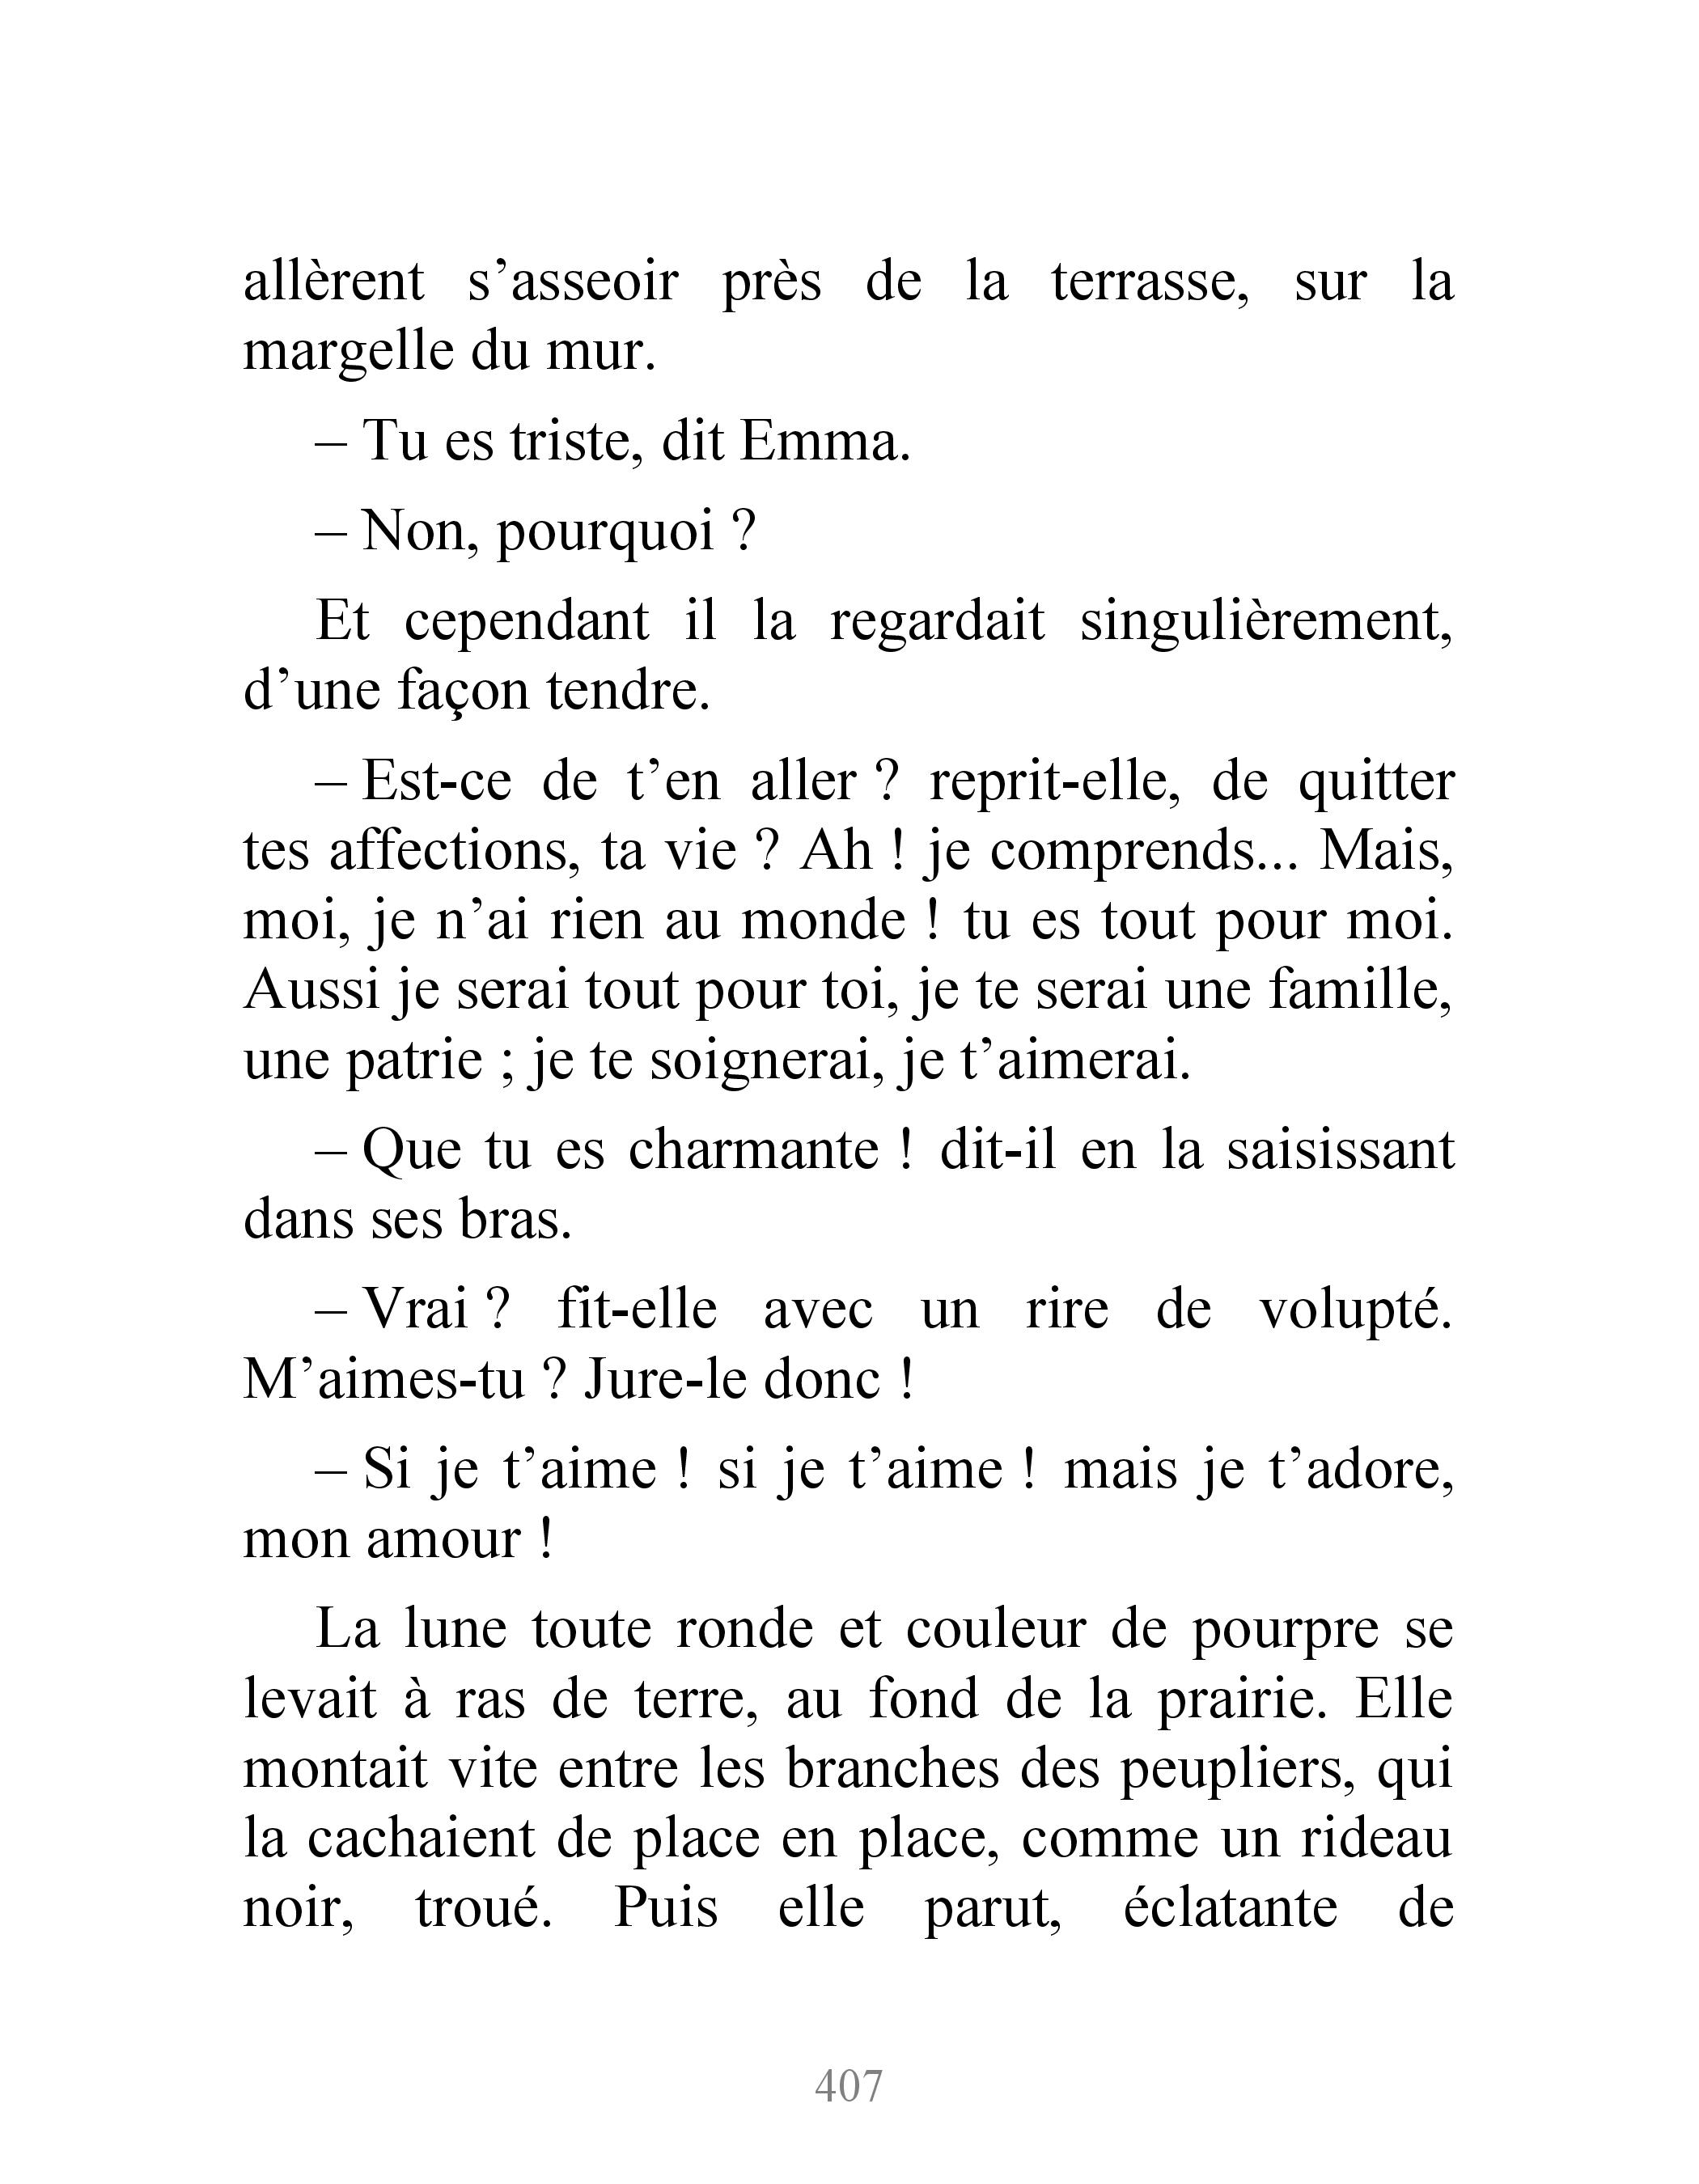 allèrent s’asseoir près de la terrasse, sur la
margelle du mur.
– Tu es triste, dit Emma.
– Non, pourquoi ?
Et cependant il la regardait singulièrement,
d’une façon tendre.
– Est-ce de t’en aller ? reprit-elle, de quitter
tes affections, ta vie ? Ah ! je comprends... Mais,
moi, je n’ai rien au monde ! tu es tout pour moi.
Aussi je serai tout pour toi, je te serai une famille,
une patrie ; je te soignerai, je t’aimerai.
– Que tu es charmante ! dit-il en la saisissant
dans ses bras.
– Vrai ? fit-elle avec un rire de volupté.
M’aimes-tu ? Jure-le donc !
– Si je t’aime ! si je t’aime ! mais je t’adore,
mon amour !
La lune toute ronde et couleur de pourpre se
levait à ras de terre, au fond de la prairie. Elle
montait vite entre les branches des peupliers, qui
la cachaient de place en place, comme un rideau
noir, troué. Puis elle parut, éclatante de
407